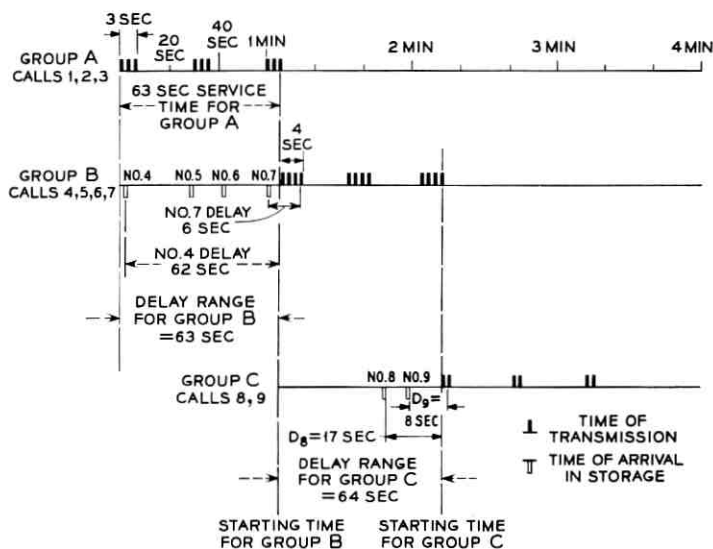 3 SEC
20
SEC
40
SEC
1 MIN
2 MIN
3 MIN
4 MIN
GROUP A
CALLS 1, 2, 3
63 SEC SERVICE
TIME FOR
GROUP A
4
SEC
GROUP B
CALLS 4,5,6,7
NO.4
NO.5
NO.6
NO.7
NO.7 DELAY
6 SEC
NO.4 DELAY
62 SEC
DELAY RANGE
FOR GROUP B
=63 SEC
GROUP C
CALLS 8, 9
NO.8
NO.9
D9=
8 SEC
D8=17 SEC
DELAY RANGE
FOR GROUP C
= 64 SEC
TIME OF
TRANSMISSION
TIME OF ARRIVAL
IN STORAGE
STARTING TIME
FOR GROUP B
STARTING TIME
FOR GROUP C